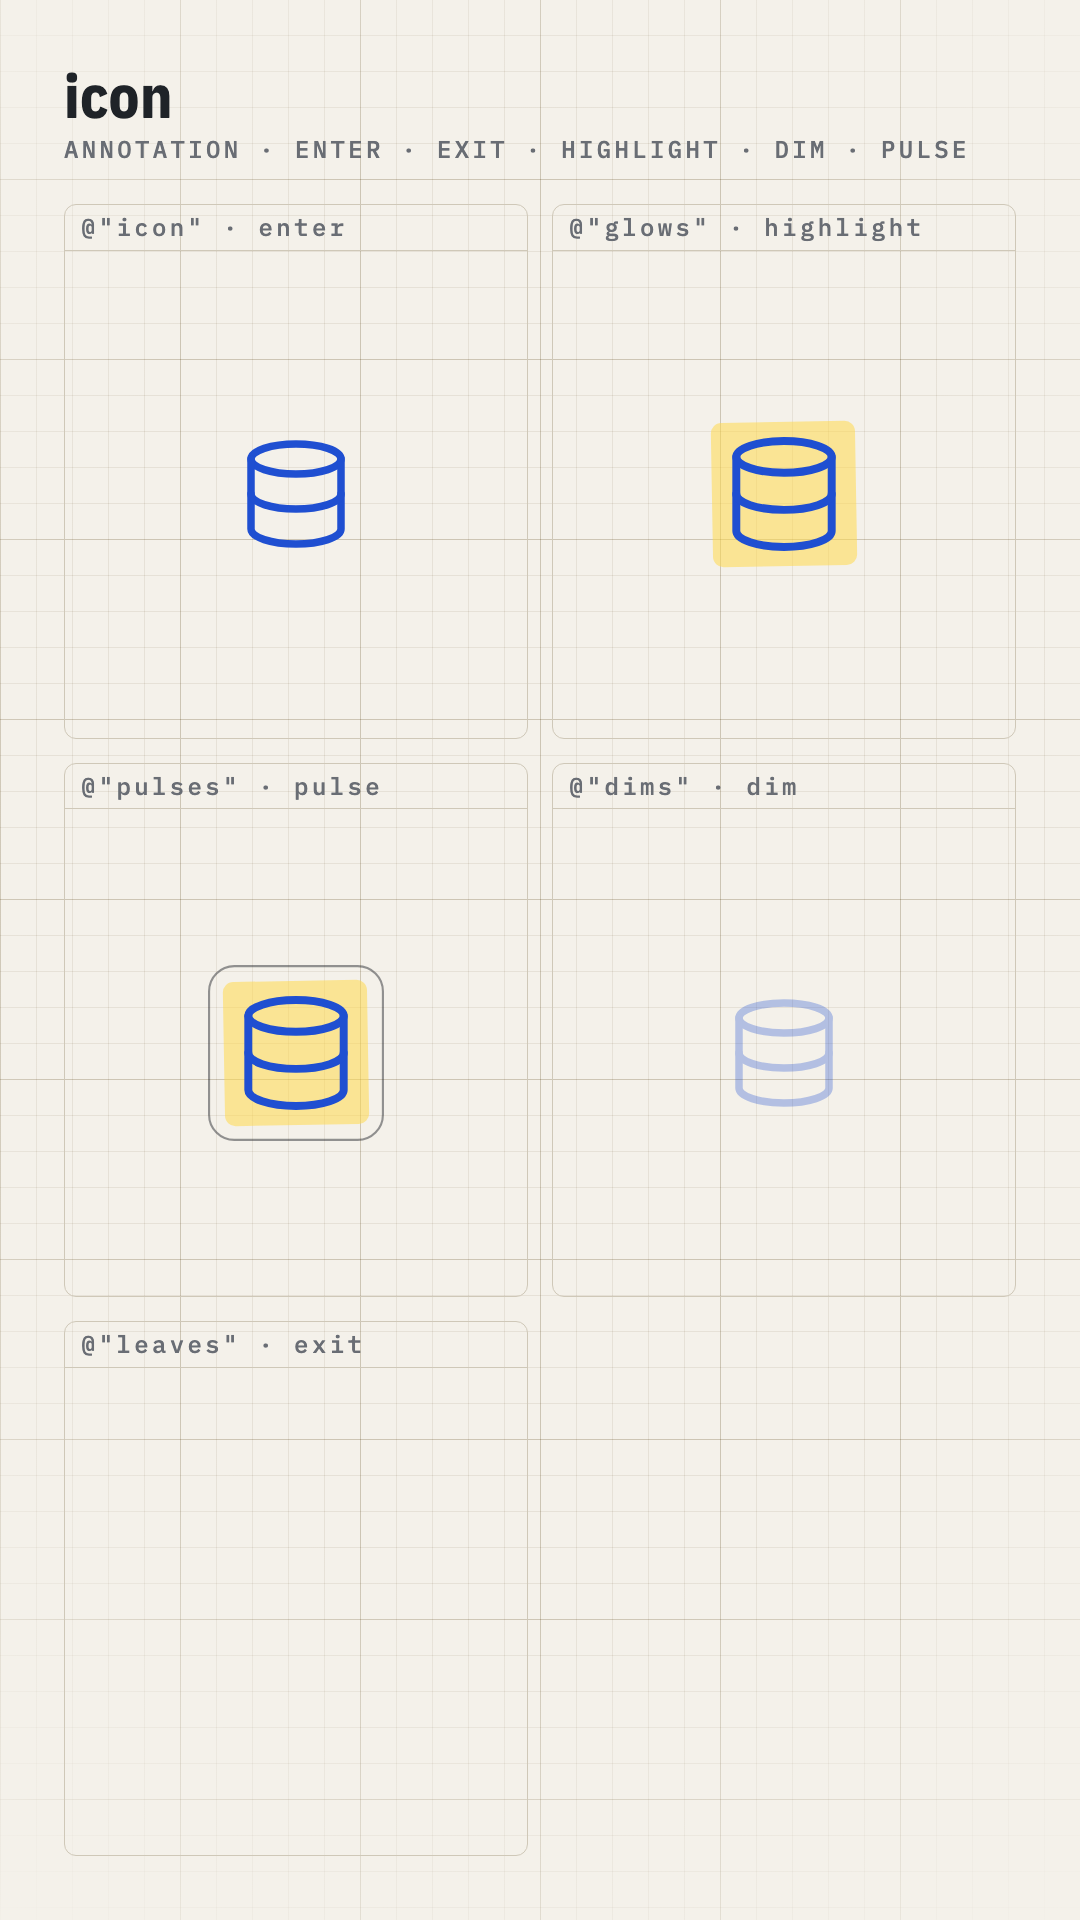 icon
ANNOTATION · ENTER · EXIT · HIGHLIGHT · DIM · PULSE
@"icon" · enter
@"glows" · highlight
@"pulses" · pulse
@"dims" · dim
@"leaves" · exit